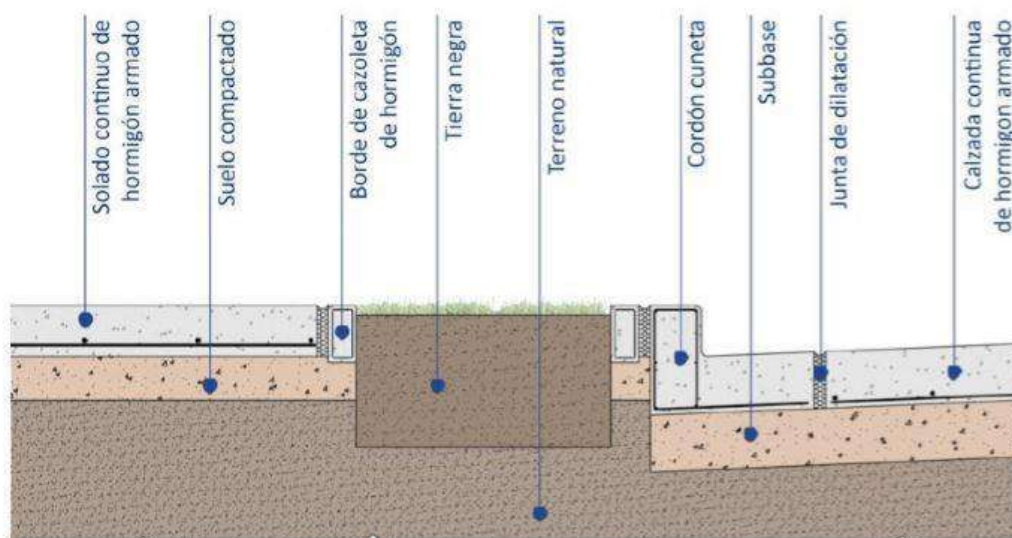 Solado continuo de
hormigón armado
Suelo compactado
Borde de cazoleta
de hormigón
Tierra negra
Terreno natural
Cordón cuneta
Subbase
Junta de dilatación
Calzada continua
de hormigon armado